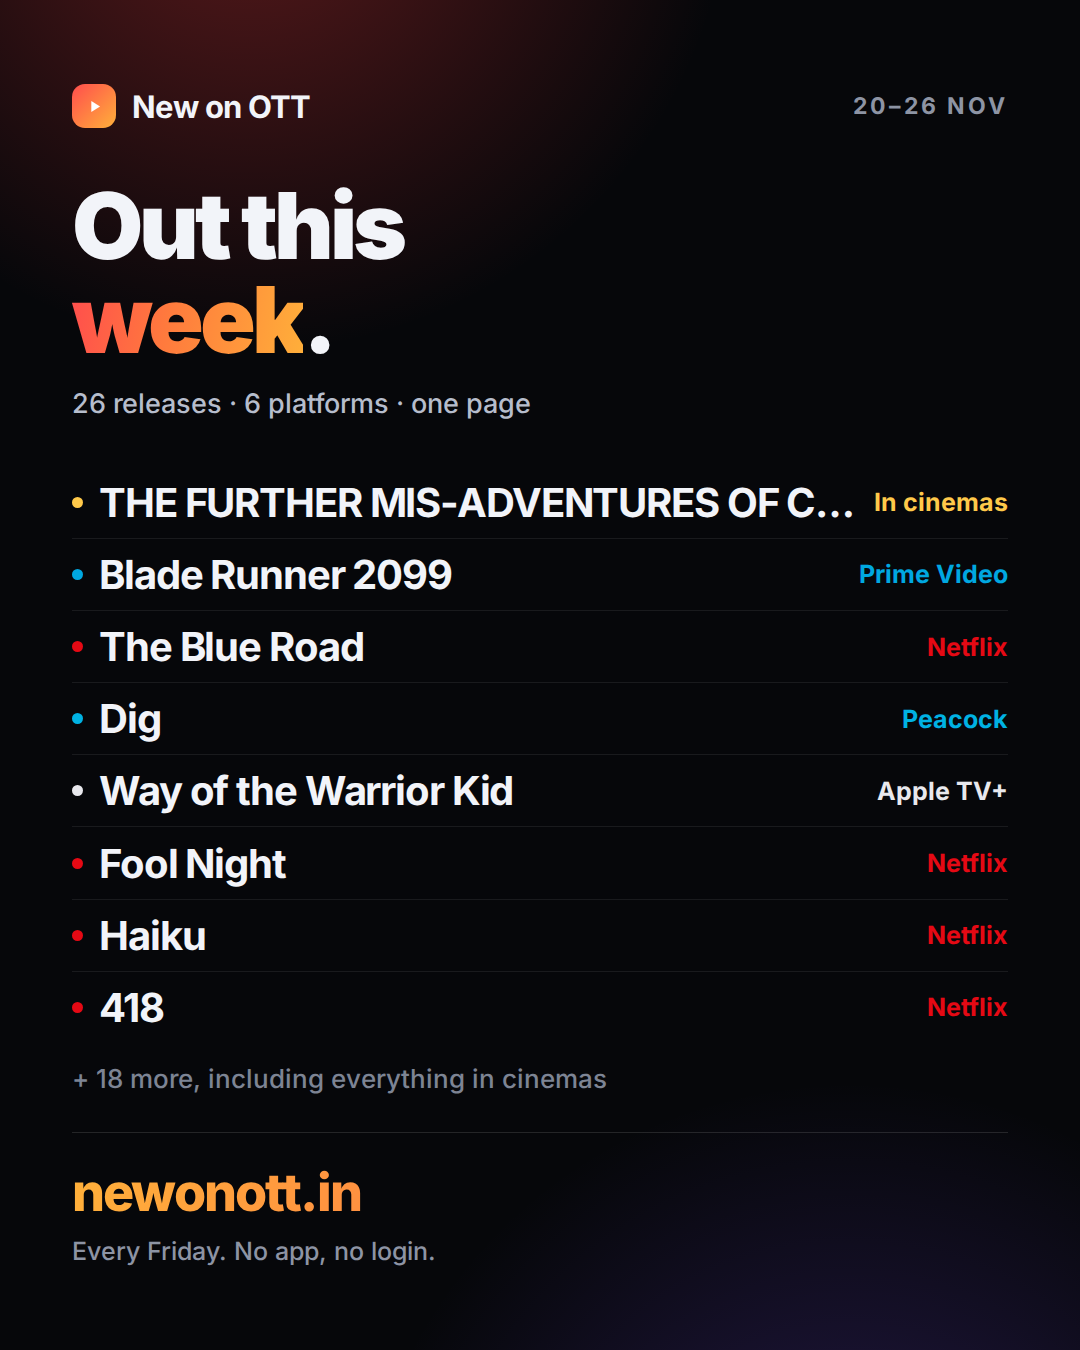 New on OTT
20–26 NOV
Out this
week.
26 releases · 6 platforms · one page
THE FURTHER MIS-ADVENTURES OF C… In cinemas
Blade Runner 2099 Prime Video
The Blue Road Netflix
Dig Peacock
Way of the Warrior Kid Apple TV+
Fool Night Netflix
Haiku Netflix
418 Netflix
+ 18 more, including everything in cinemas
newonott.in
Every Friday. No app, no login.